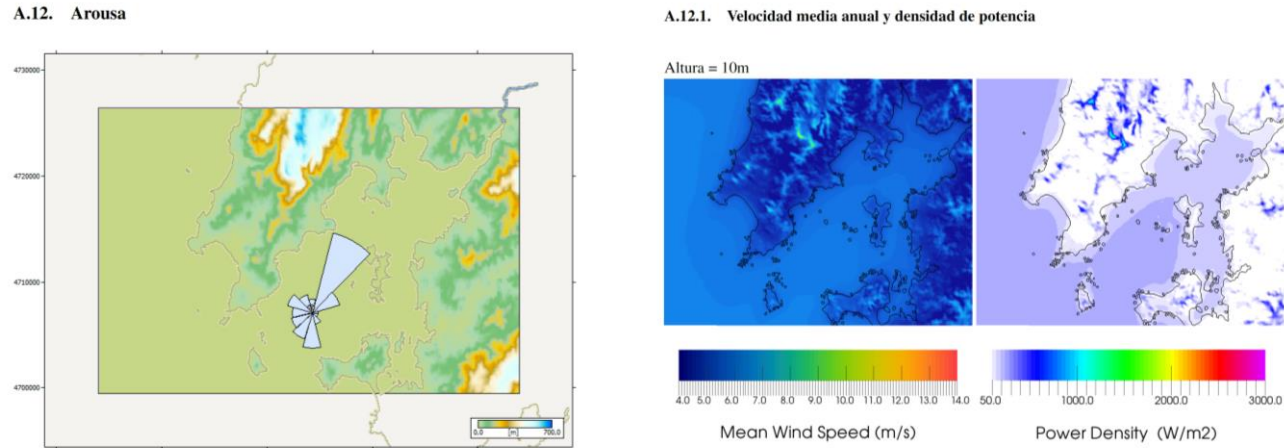 A.12. Arousa
4730000
4720000
4710000
4700000
0.0 [m] 700.0
A.12.1. Velocidad media anual y densidad de potencia
Altura = 10m
4.0 5.0 6.0 7.0 8.0 9.0 10.0 11.0 12.0 13.0 14.0
Mean Wind Speed (m/s)
50.0 1000.0 2000.0 3000.0
Power Density (W/m2)